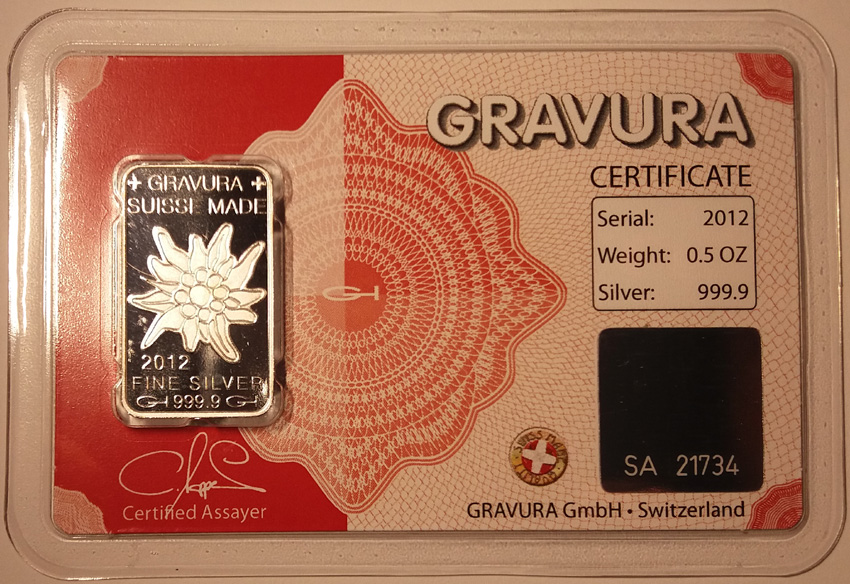 GRAVURA
SUISSE MADE
2012
FINE SILVER
999.9
Certified Assayer
GRAVURA
CERTIFICATE
Serial: 2012
Weight: 0.5 OZ
Silver: 999.9
SA 21734
GRAVURA GmbH • Switzerland